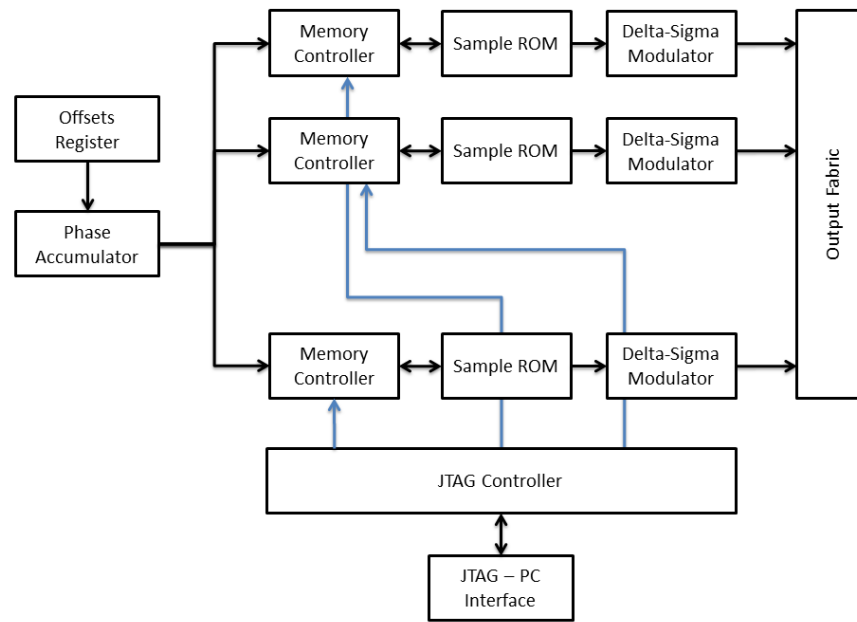 Memory
Controller
Sample ROM
Delta-Sigma
Modulator
Offsets
Register
Memory
Controller
Sample ROM
Delta-Sigma
Modulator
Phase
Accumulator
Output Fabric
Memory
Controller
Sample ROM
Delta-Sigma
Modulator
JTAG Controller
JTAG – PC
Interface